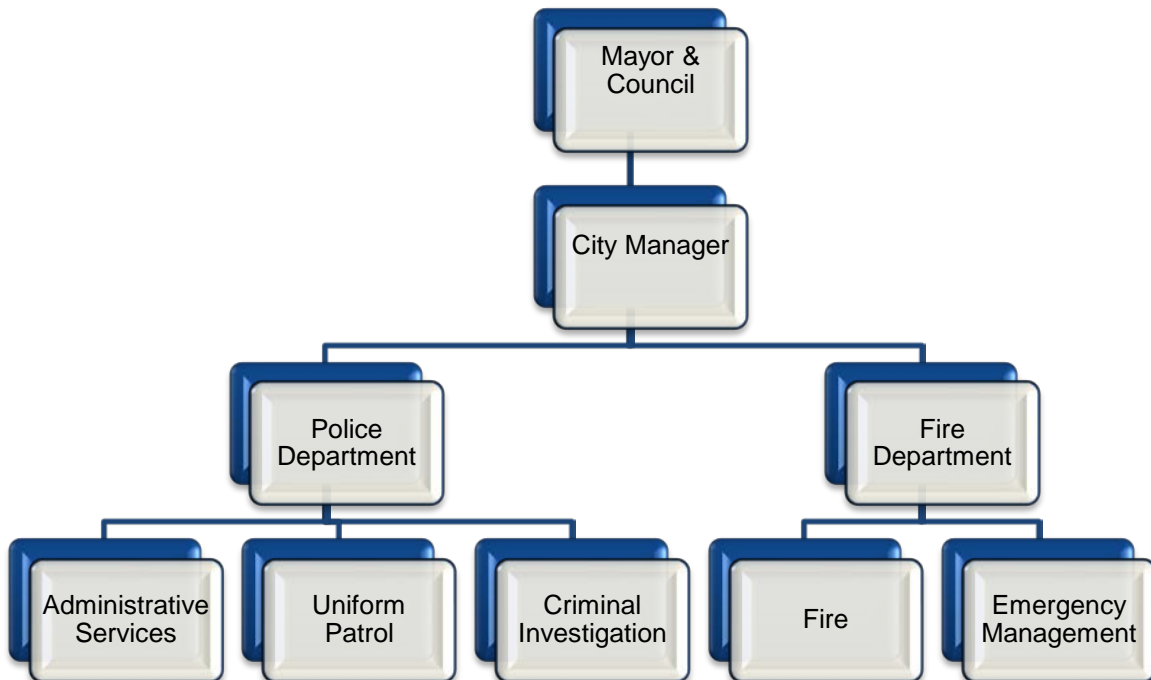 Mayor &
Council
City Manager
Police
Department
Fire
Department
Administrative
Services
Uniform
Patrol
Criminal
Investigation
Fire
Emergency
Management